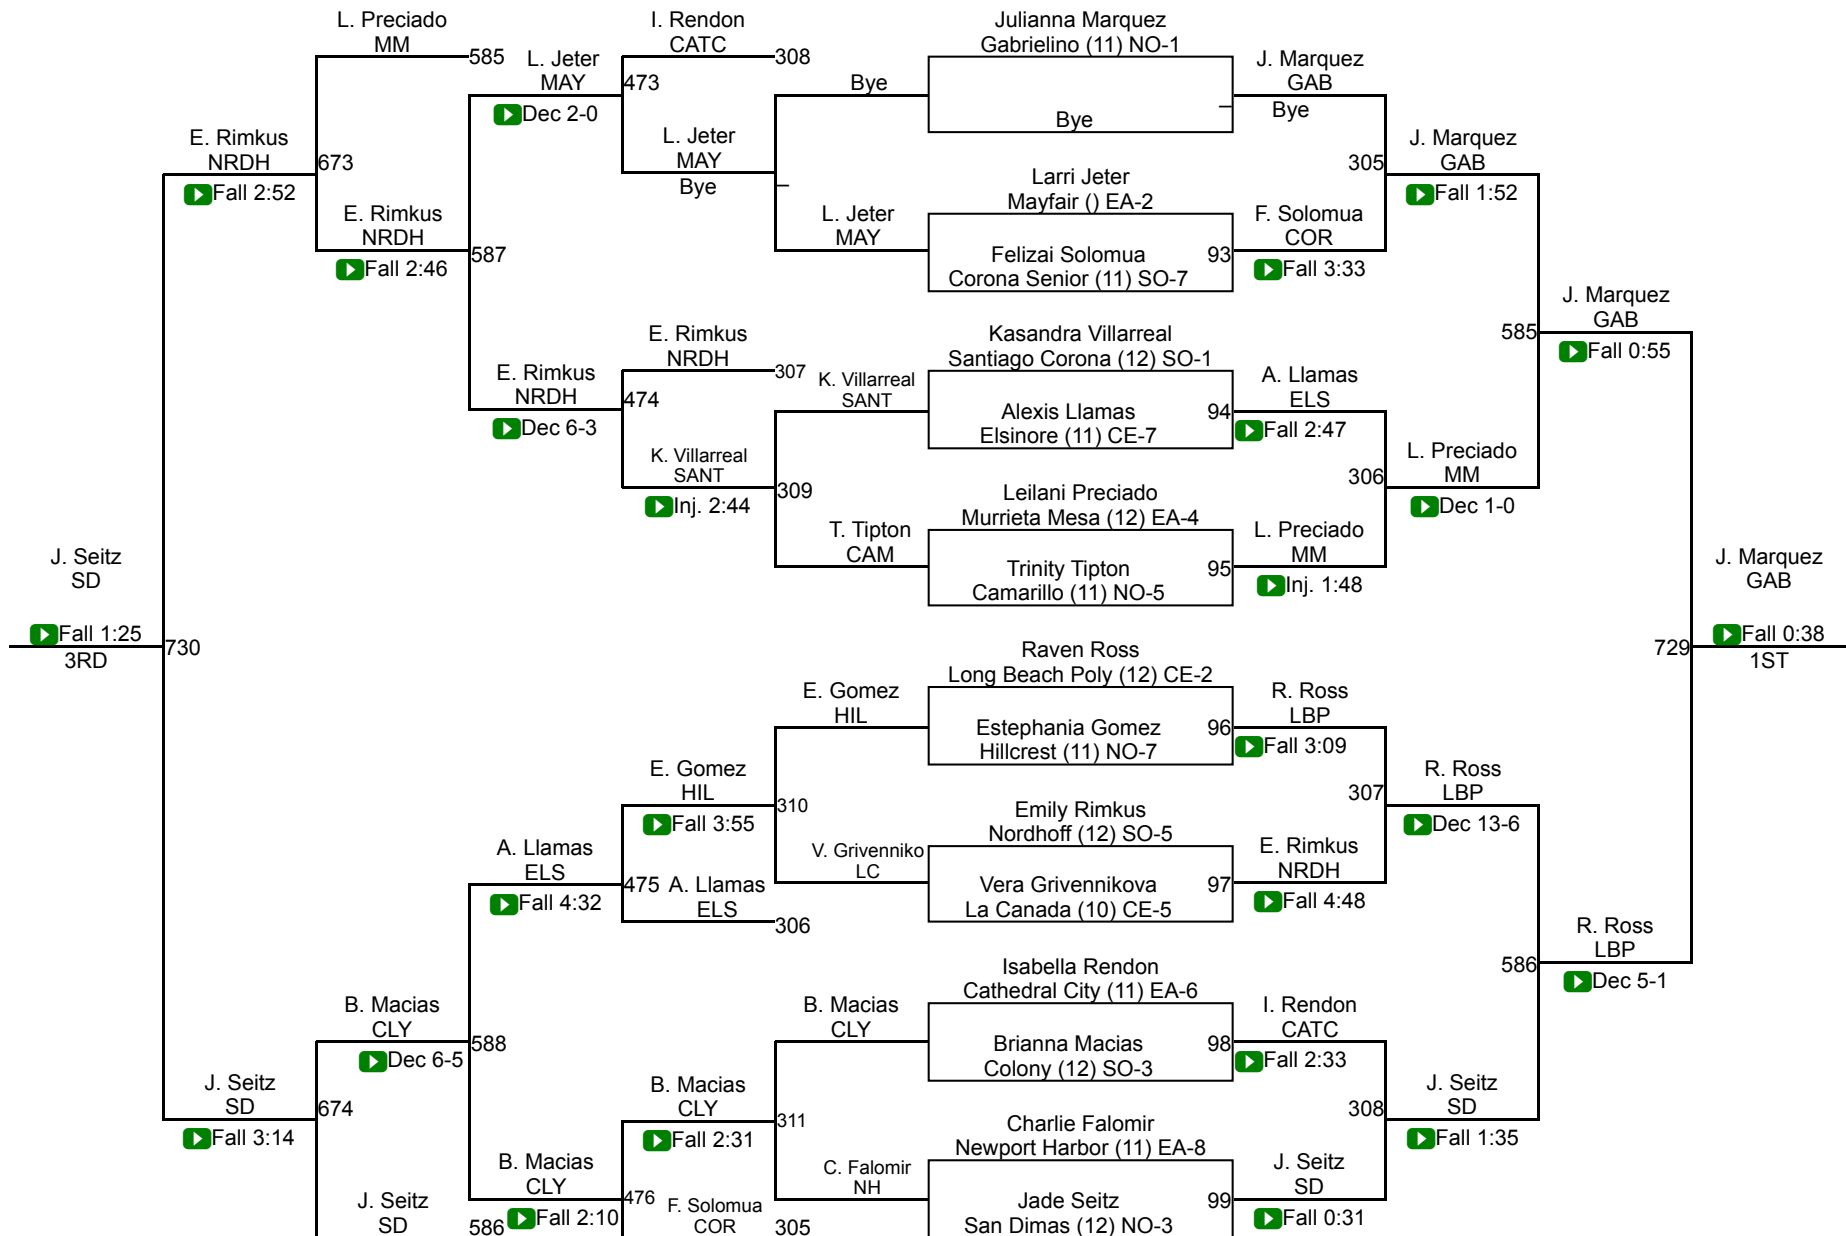 L. Preciado
MM
585
I. Rendon
CATC
308
Julianna Marquez
Gabrielino (11) NO-1
L. Jeter
MAY
473
Dec 2-0
Bye
Bye
J. Marquez
GAB
Bye
E. Rimkus
NRDH
673
Fall 2:52
L. Jeter
MAY
Bye
J. Marquez
GAB
305
Fall 1:52
Larri Jeter
Mayfair () EA-2
E. Rimkus
NRDH
587
Fall 2:46
L. Jeter
MAY
Felizai Solomua
Corona Senior (11) SO-7
93
F. Solomua
COR
Fall 3:33
J. Marquez
GAB
585
Fall 0:55
E. Rimkus
NRDH
307
Kasandra Villarreal
Santiago Corona (12) SO-1
E. Rimkus
NRDH
474
Dec 6-3
K. Villarreal
SANT
Alexis Llamas
Elsinore (11) CE-7
94
A. Llamas
ELS
Fall 2:47
K. Villarreal
SANT
309
Inj. 2:44
L. Preciado
MM
306
Dec 1-0
Leilani Preciado
Murrieta Mesa (12) EA-4
T. Tipton
CAM
Trinity Tipton
Camarillo (11) NO-5
95
L. Preciado
MM
Inj. 1:48
J. Seitz
SD
Fall 1:25
3RD
730
J. Marquez
GAB
Fall 0:38
1ST
729
Raven Ross
Long Beach Poly (12) CE-2
E. Gomez
HIL
Estephania Gomez
Hillcrest (11) NO-7
96
R. Ross
LBP
Fall 3:09
E. Gomez
HIL
310
Fall 3:55
R. Ross
LBP
307
Dec 13-6
Emily Rimkus
Nordhoff (12) SO-5
A. Llamas
ELS
475
Fall 4:32
V. Grivenniko
LC
Vera Grivennikova
La Canada (10) CE-5
97
E. Rimkus
NRDH
Fall 4:48
A. Llamas
ELS
306
R. Ross
LBP
586
Dec 5-1
Isabella Rendon
Cathedral City (11) EA-6
B. Macias
CLY
588
Dec 6-5
B. Macias
CLY
Brianna Macias
Colony (12) SO-3
98
I. Rendon
CATC
Fall 2:33
J. Seitz
SD
674
Fall 3:14
B. Macias
CLY
311
Fall 2:31
J. Seitz
SD
308
Fall 1:35
Charlie Falomir
Newport Harbor (11) EA-8
B. Macias
CLY
476
Fall 2:10
C. Falomir
NH
Jade Seitz
San Dimas (12) NO-3
99
J. Seitz
SD
Fall 0:31
J. Seitz
SD
586
F. Solomua
COR
305